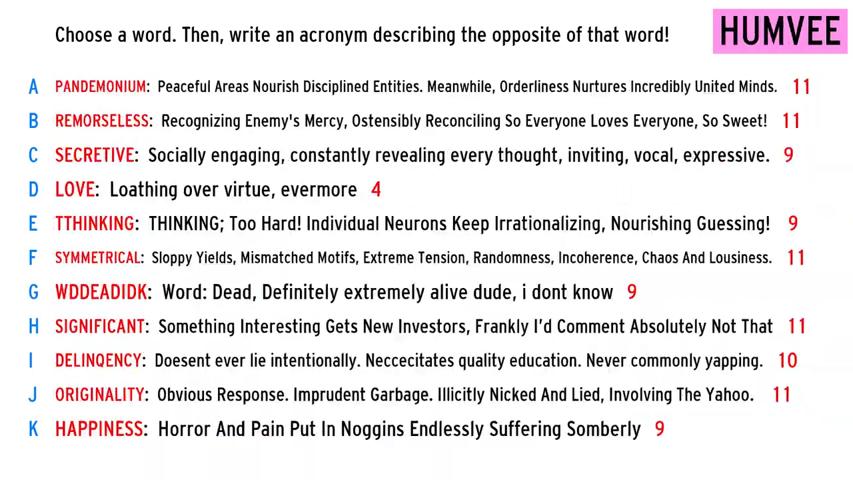 Choose a word. Then, write an acronym describing the opposite of that word!
HUMVEE
A PANDEMONIUM: Peaceful Areas Nourish Disciplined Entities. Meanwhile, Orderliness Nurtures Incredibly United Minds. 11
B REMORSELESS: Recognizing Enemy's Mercy, Ostensibly Reconciling So Everyone Loves Everyone, So Sweet! 11
C SECRETIVE: Socially engaging, constantly revealing every thought, inviting, vocal, expressive. 9
D LOVE: Loathing over virtue, evermore 4
E TTHINKING: THINKING; Too Hard! Individual Neurons Keep Irrationalizing, Nourishing Guessing! 9
F SYMMETRICAL: Sloppy Yields, Mismatched Motifs, Extreme Tension, Randomness, Incoherence, Chaos And Lousiness. 11
G WDDEADIDK: Word: Dead, Definitely extremely alive dude, i dont know 9
H SIGNIFICANT: Something Interesting Gets New Investors, Frankly I'd Comment Absolutely Not That 11
I DELINQENCY: Doesent ever lie intentionally. Neccecitates quality education. Never commonly yapping. 10
J ORIGINALITY: Obvious Response. Imprudent Garbage. Illicitly Nicked And Lied, Involving The Yahoo. 11
K HAPPINESS: Horror And Pain Put In Noggins Endlessly Suffering Somberly 9